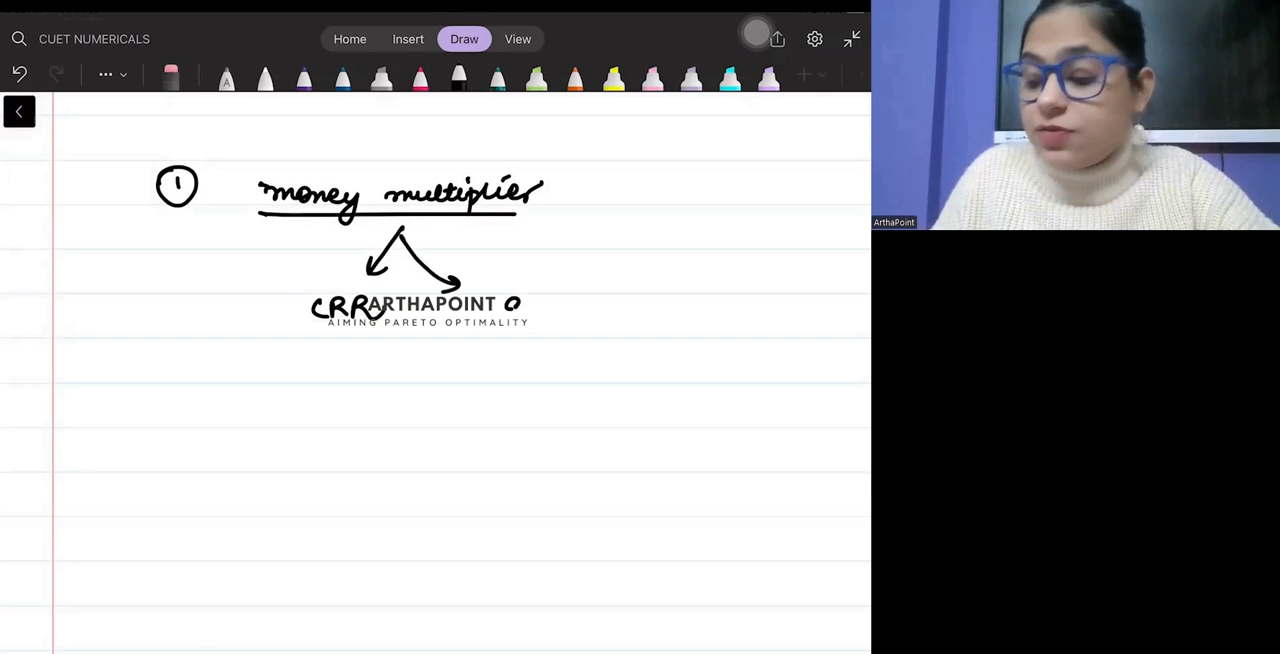 CUET NUMERICALS
Home Insert Draw View
A
① money multiplier
CRR
ARTHAPOINT
AIMING PARETO OPTIMALITY
ArthaPoint